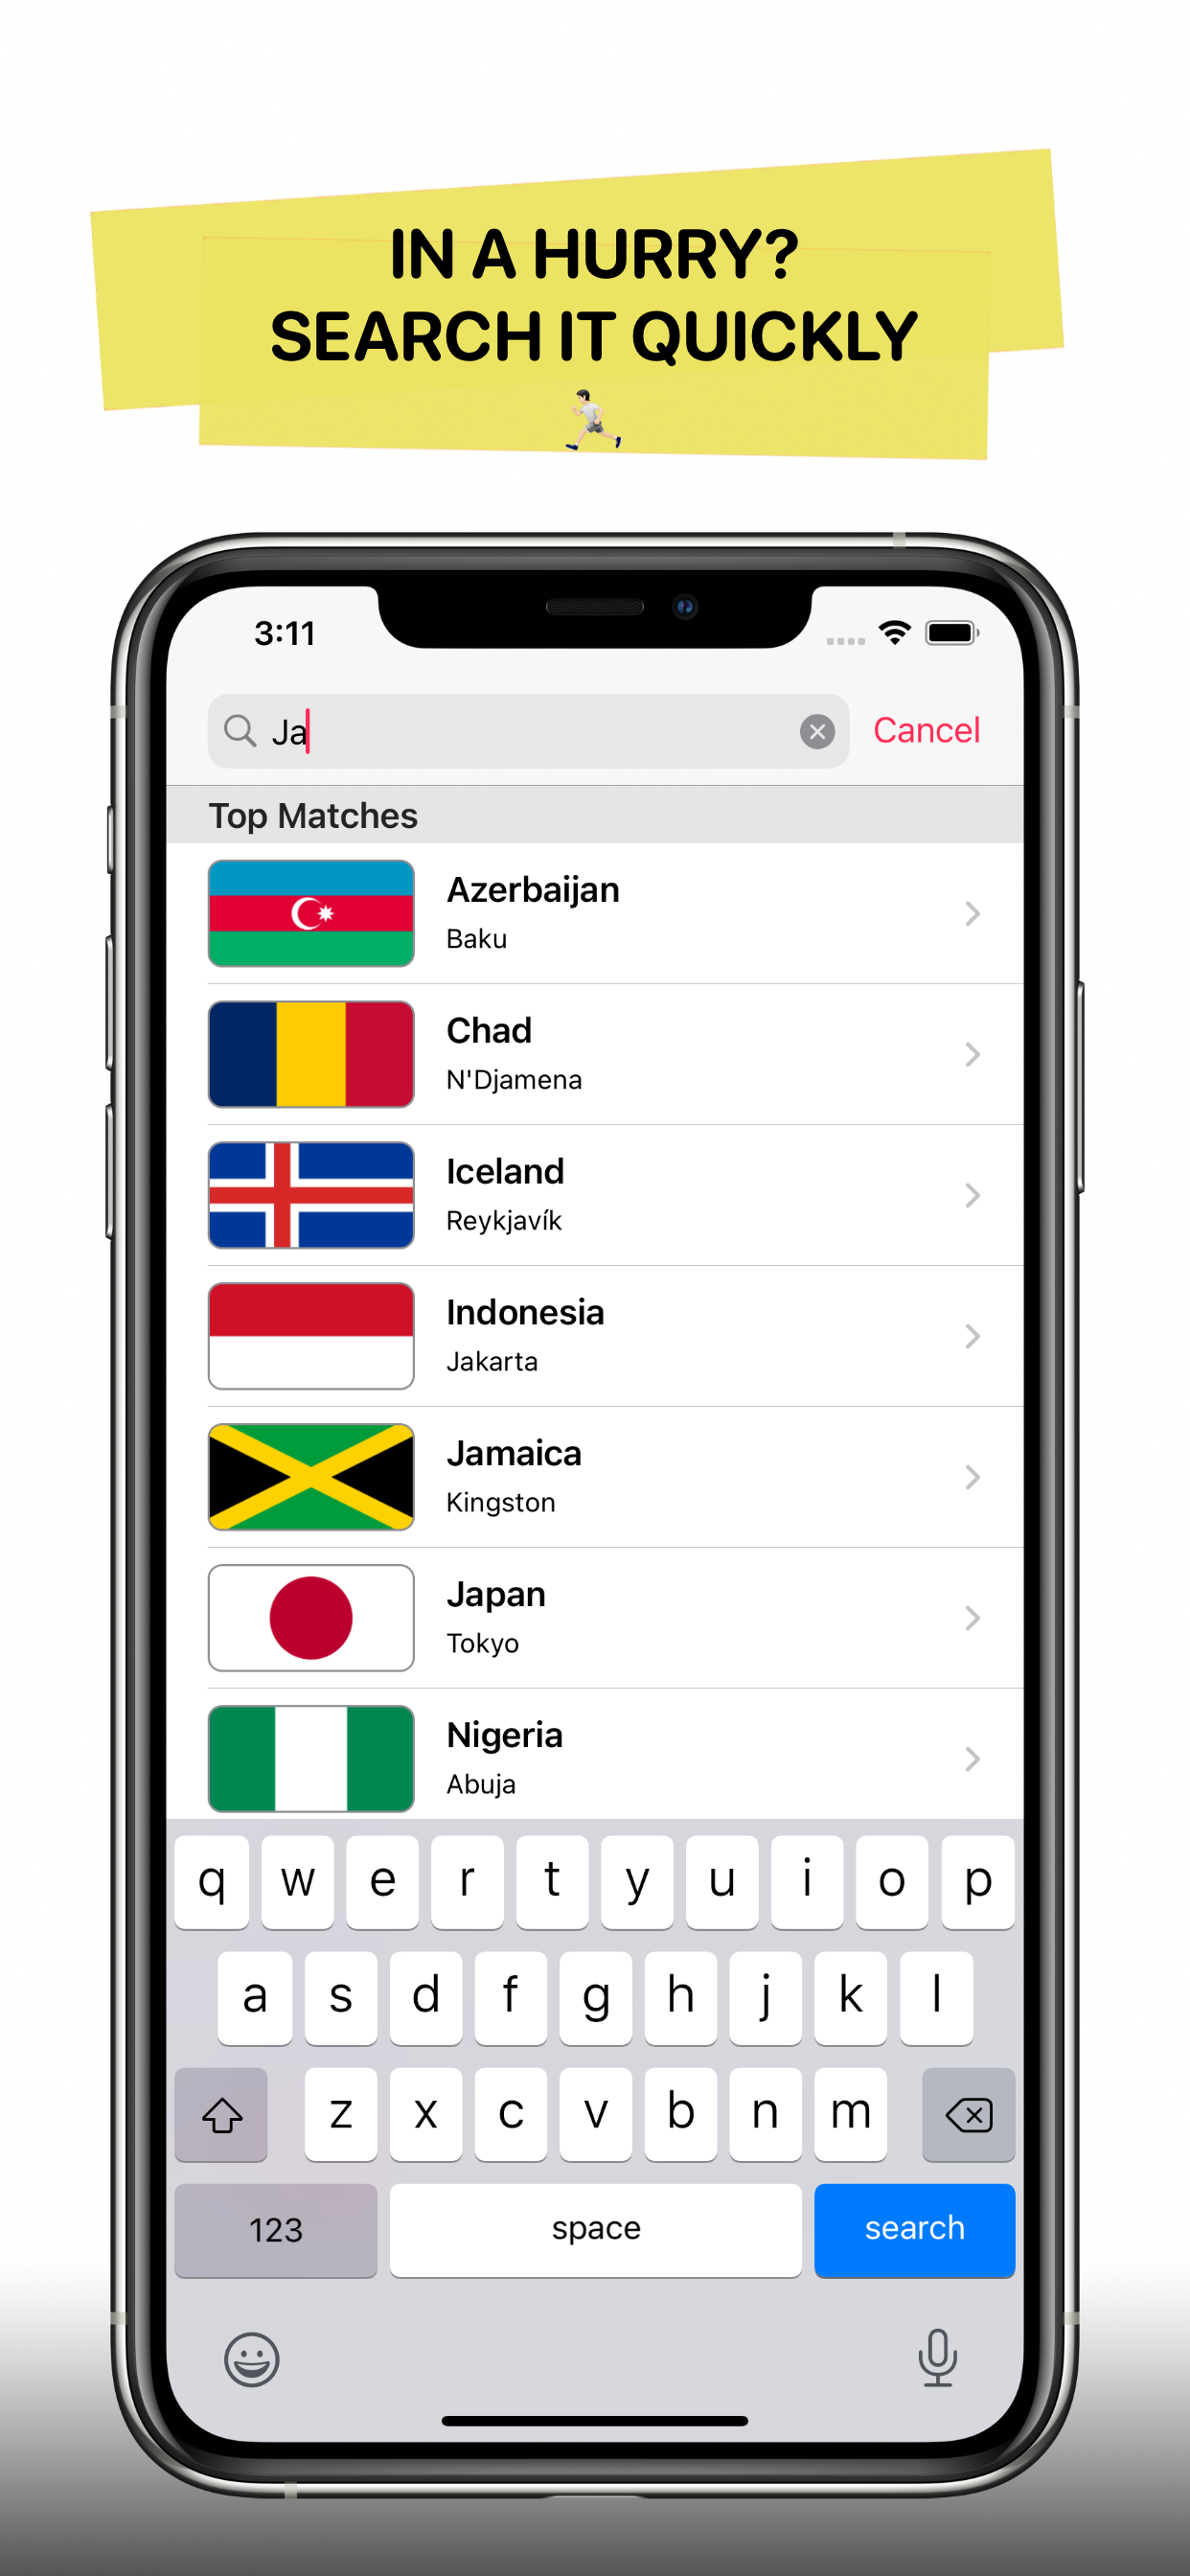 IN A HURRY?
SEARCH IT QUICKLY
3:11
Ja
Cancel
Top Matches
Azerbaijan
Baku
Chad
N'Djamena
Iceland
Reykjavík
Indonesia
Jakarta
Jamaica
Kingston
Japan
Tokyo
Nigeria
Abuja
q w e r t y u i o p
a s d f g h j k l
z x c v b n m
123 space search